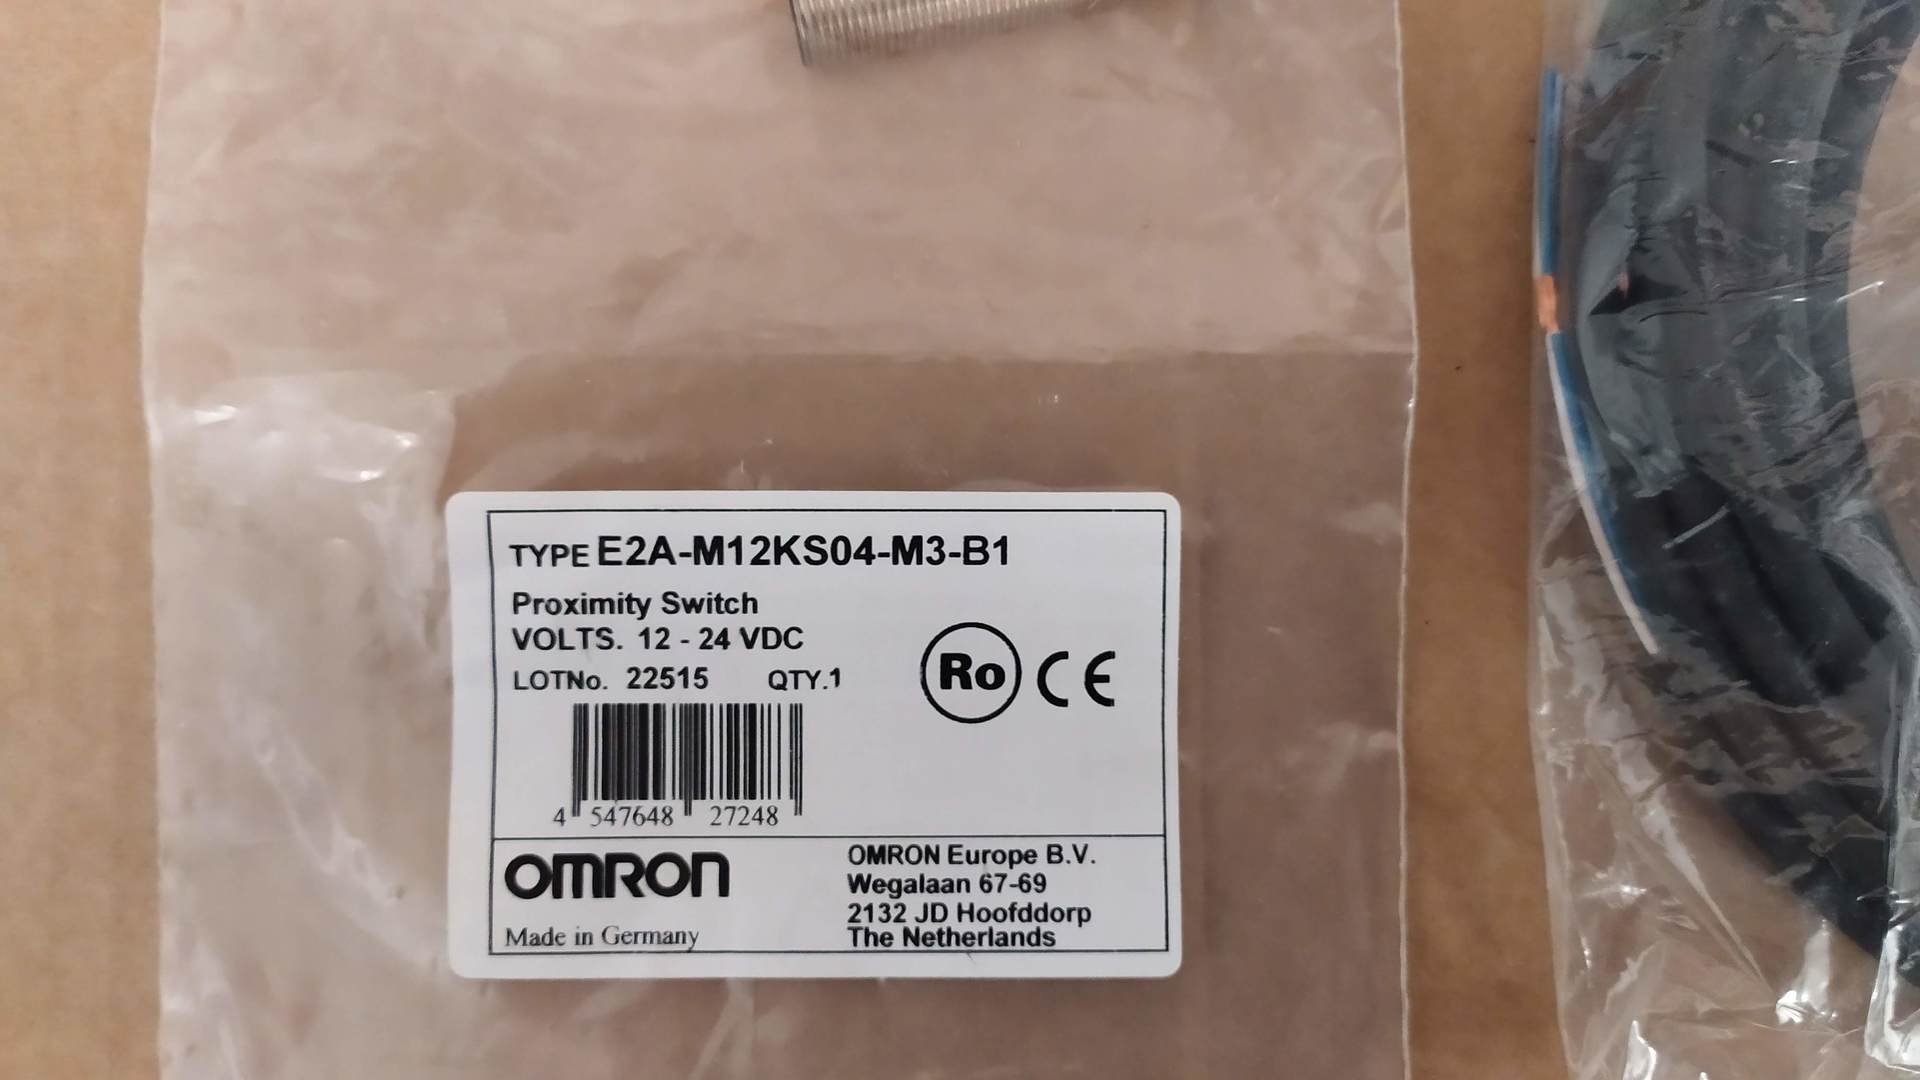 TYPE E2A-M12KS04-M3-B1
Proximity Switch
VOLTS. 12 - 24 VDC
LOTNo. 22515 QTY.1
Ro CE
4 547648 27248
OMRON
Made in Germany
OMRON Europe B.V.
Wegalaan 67-69
2132 JD Hoofddorp
The Netherlands